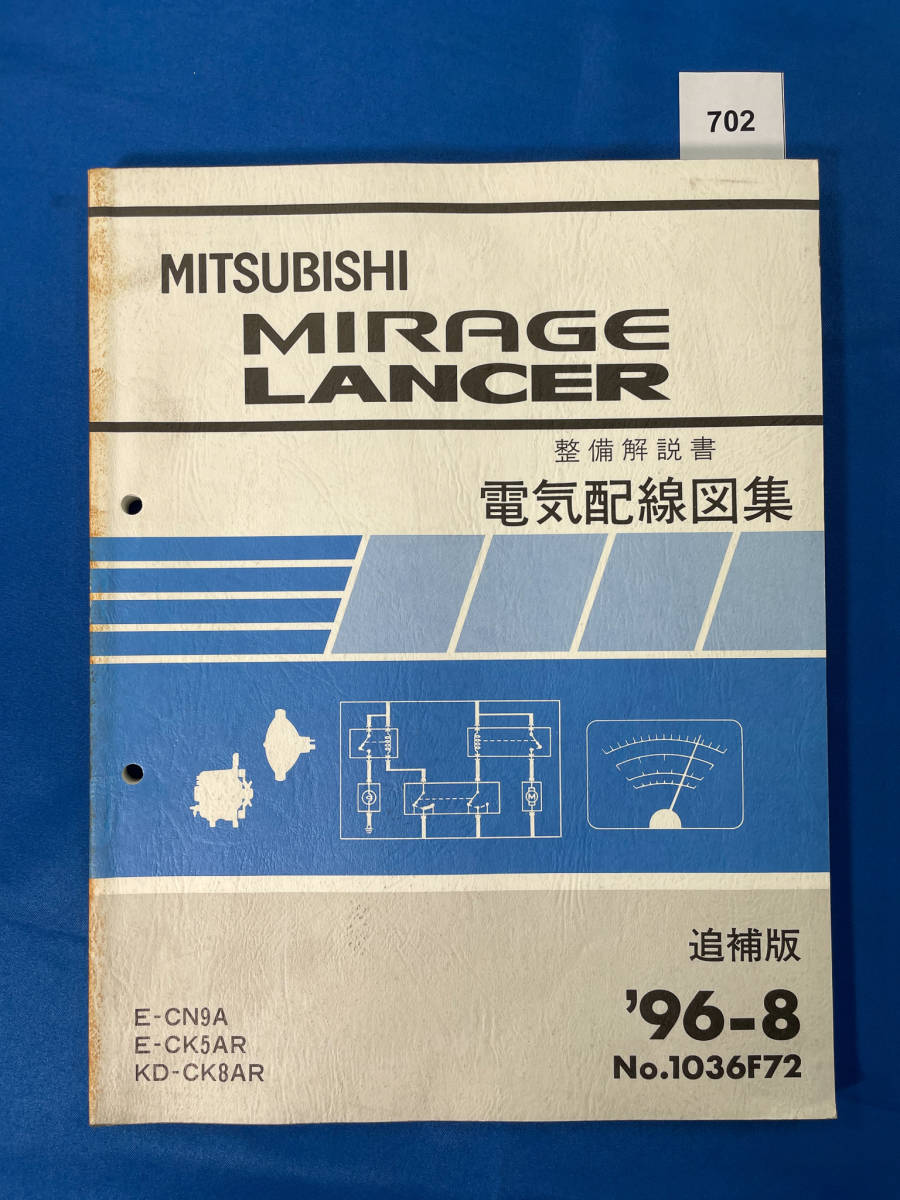 702
MITSUBISHI
MIRAGE
LANCER
整備解説書
電気配線図集
M
追補版
E-CN9A
E-CK5AR
KD-CK8AR
'96-8
No.1036F72